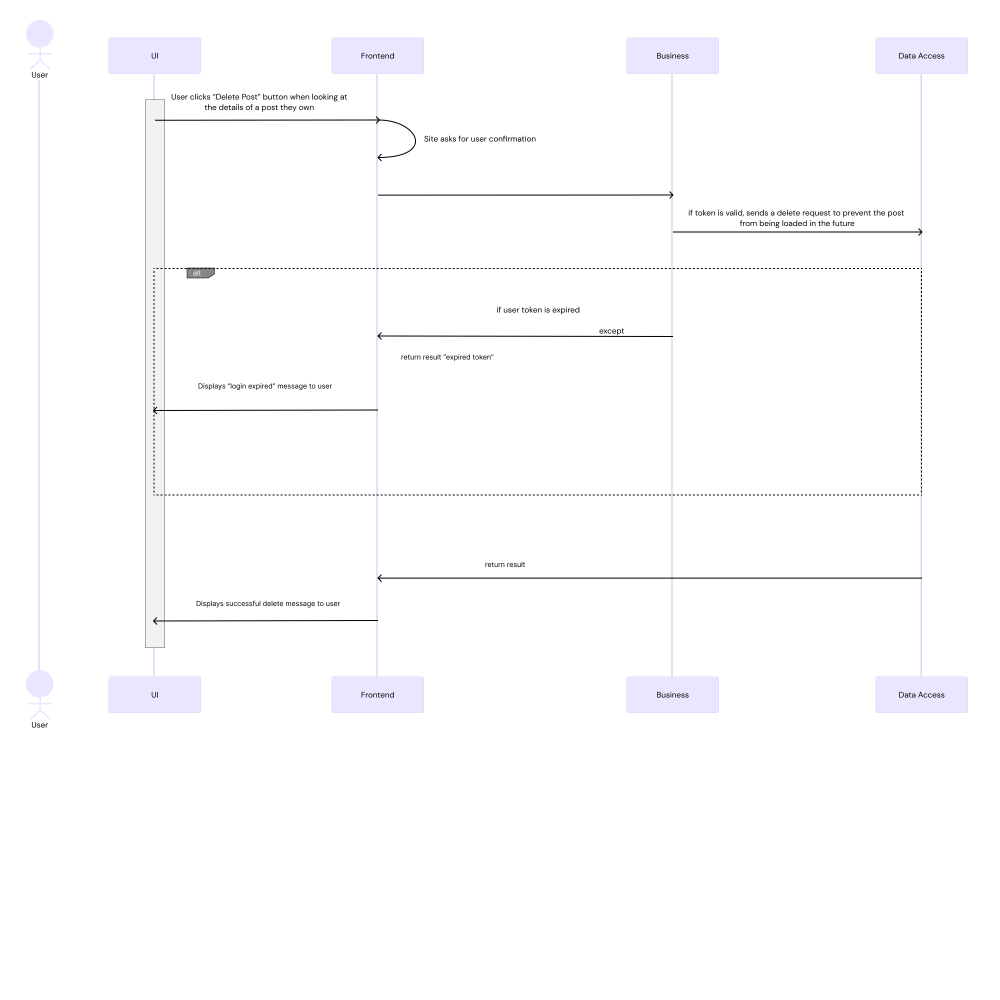 User
UI
Frontend
Business
Data Access
User clicks "Delete Post" button when looking at
the details of a post they own
Site asks for user confirmation
if token is valid, sends a delete request to prevent the post
from being loaded in the future
alt
if user token is expired
except
return result "expired token"
Displays "login expired" message to user
return result
Displays successful delete message to user
UI
Frontend
Business
Data Access
User